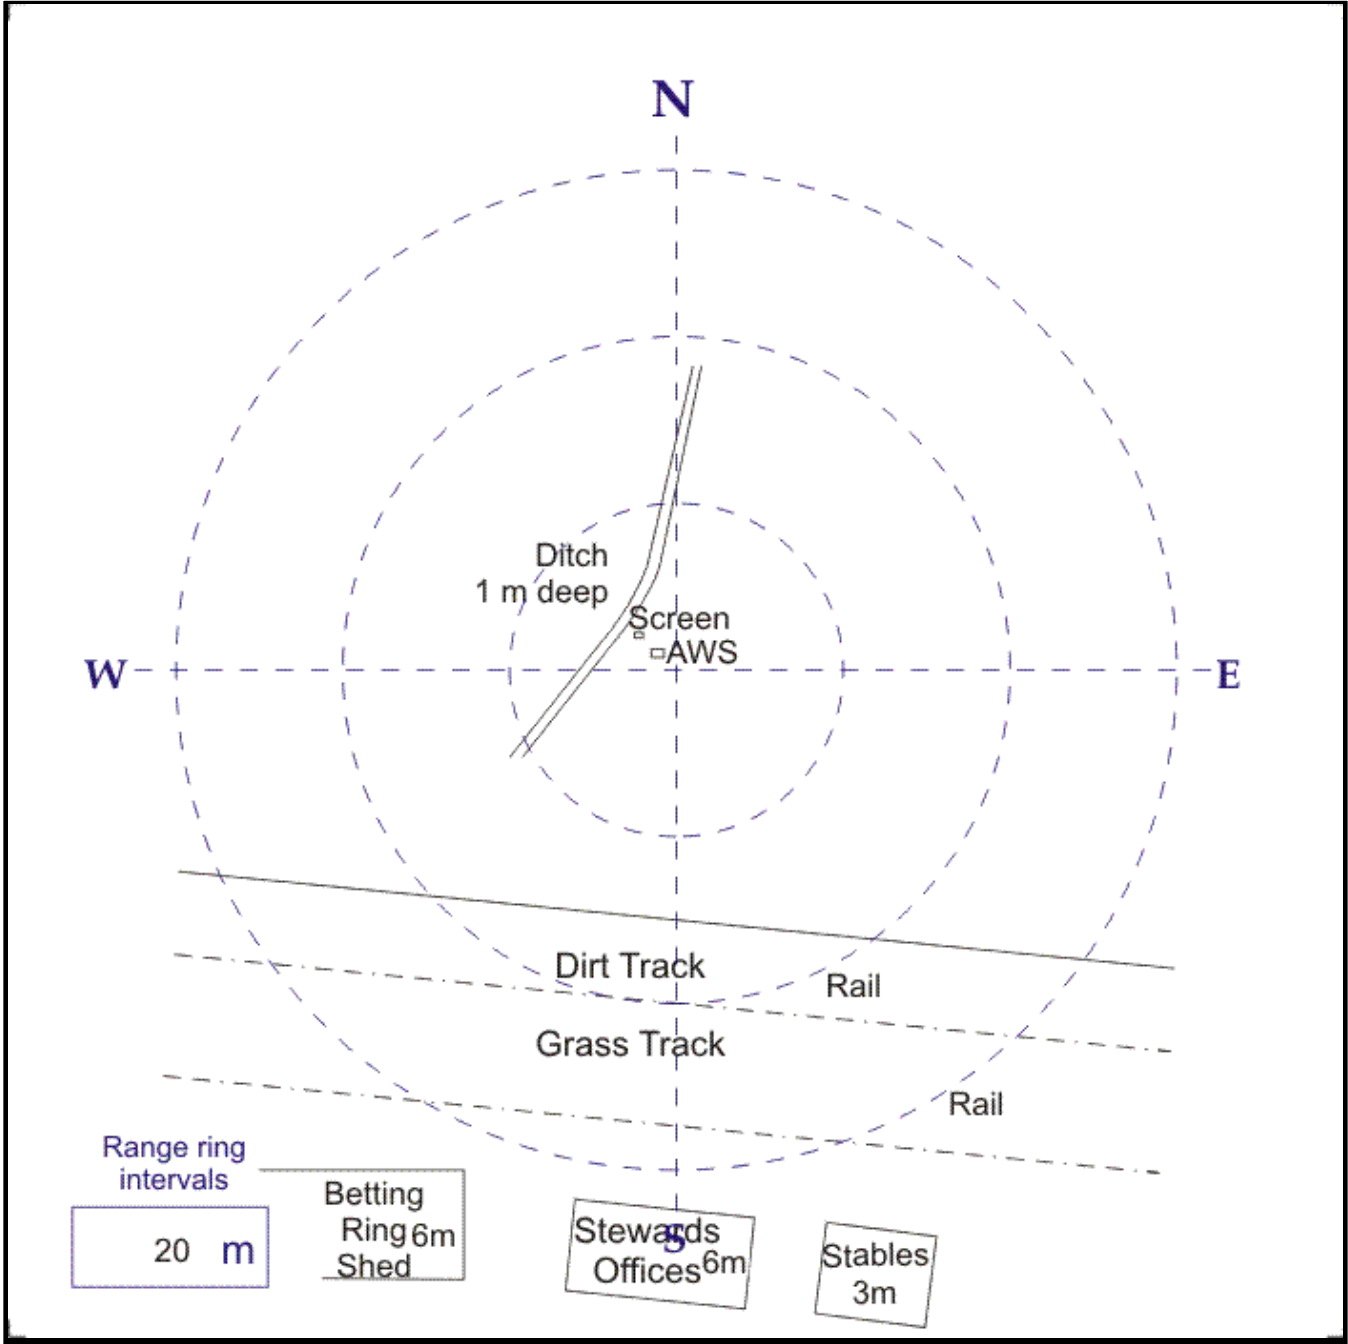 N
Ditch
1 m deep
Screen
AWS
W
E
Dirt Track
Rail
Grass Track
Rail
Range ring
intervals
20 m
Betting
Ring 6m
Shed
Stewards
S
Offices 6m
Stables
3m